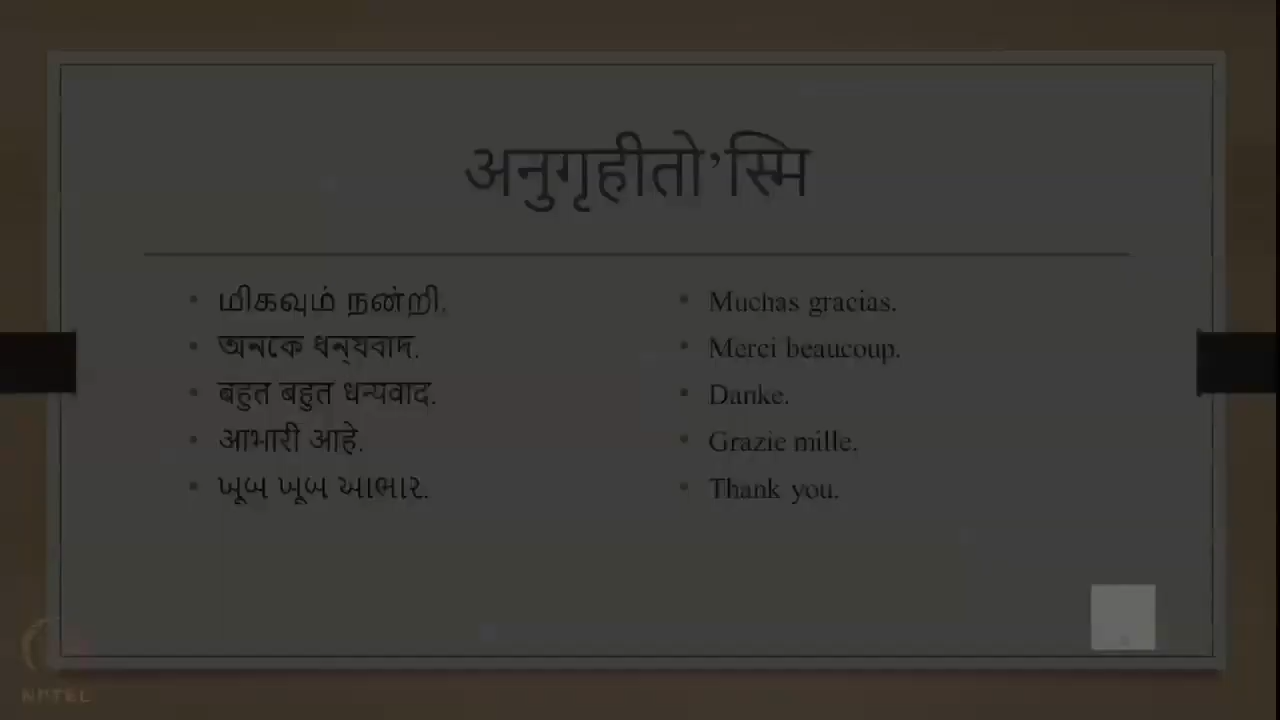 अनुगृहीतो’स्मि
மிகவும் நன்றி.
অনেক ধন্যবাদ.
बहुत बहुत धन्यवाद.
आभारी आहे.
ખૂબ ખૂબ આભાર.
Muchas gracias.
Merci beaucoup.
Danke.
Grazie mille.
Thank you.
NPTEL